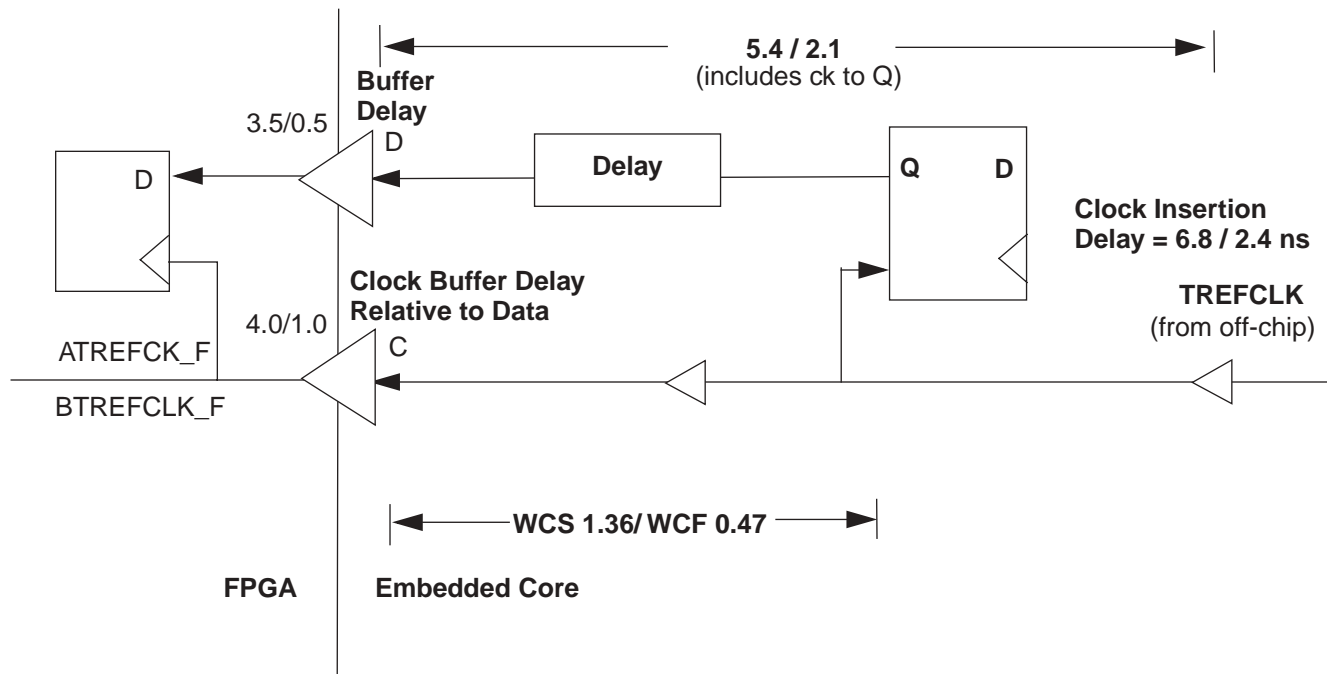 5.4 / 2.1
(includes ck to Q)
Buffer
Delay
3.5/0.5
D
D
Delay
Q
D
Clock Insertion
Delay = 6.8 / 2.4 ns
Clock Buffer Delay
Relative to Data
TREFCLK
(from off-chip)
4.0/1.0
C
ATREFCK_F
BTREFCLK_F
WCS 1.36/ WCF 0.47
FPGA
Embedded Core